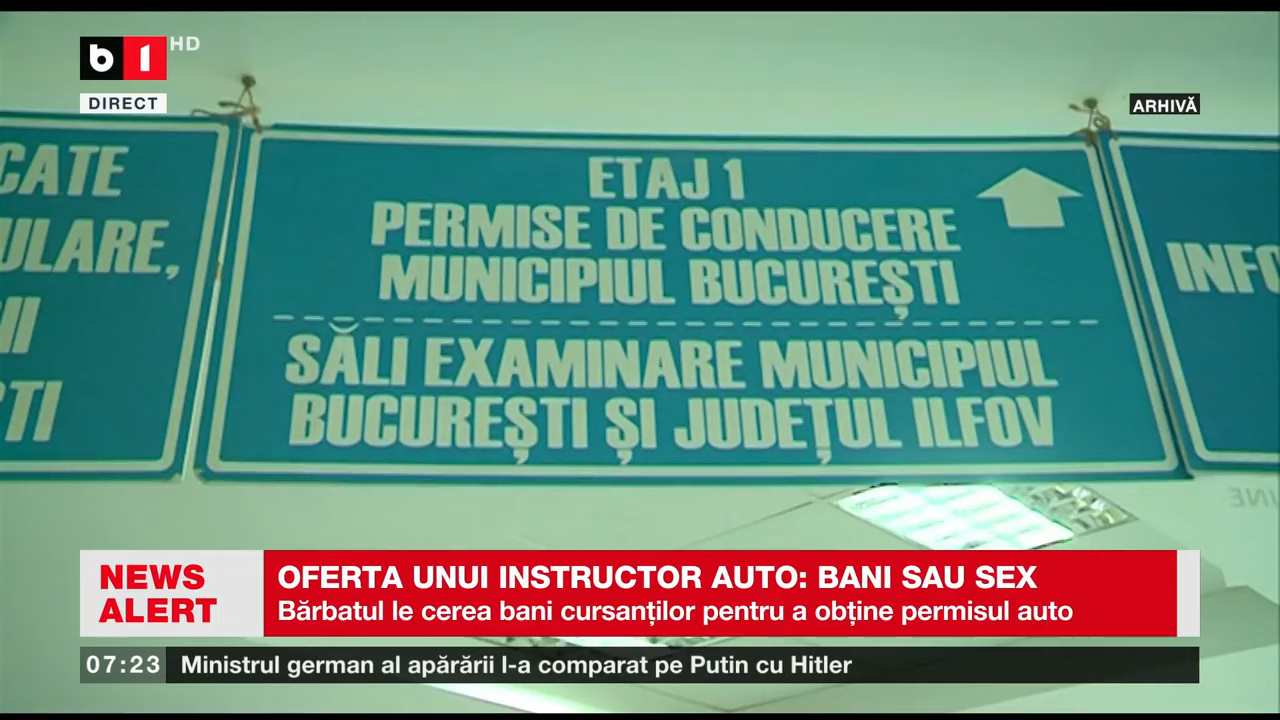 b1 HD
DIRECT
ARHIVĂ
CATE
ULARE,
II
TI
ETAJ 1
PERMISE DE CONDUCERE
MUNICIPIUL BUCUREȘTI
SĂLI EXAMINARE MUNICIPIUL
BUCUREȘTI ȘI JUDEȚUL ILFOV
INFO
NEWS
ALERT
OFERTA UNUI INSTRUCTOR AUTO: BANI SAU SEX
Bărbatul le cerea bani cursanților pentru a obține permisul auto
07:23 Ministrul german al apărării l-a comparat pe Putin cu Hitler